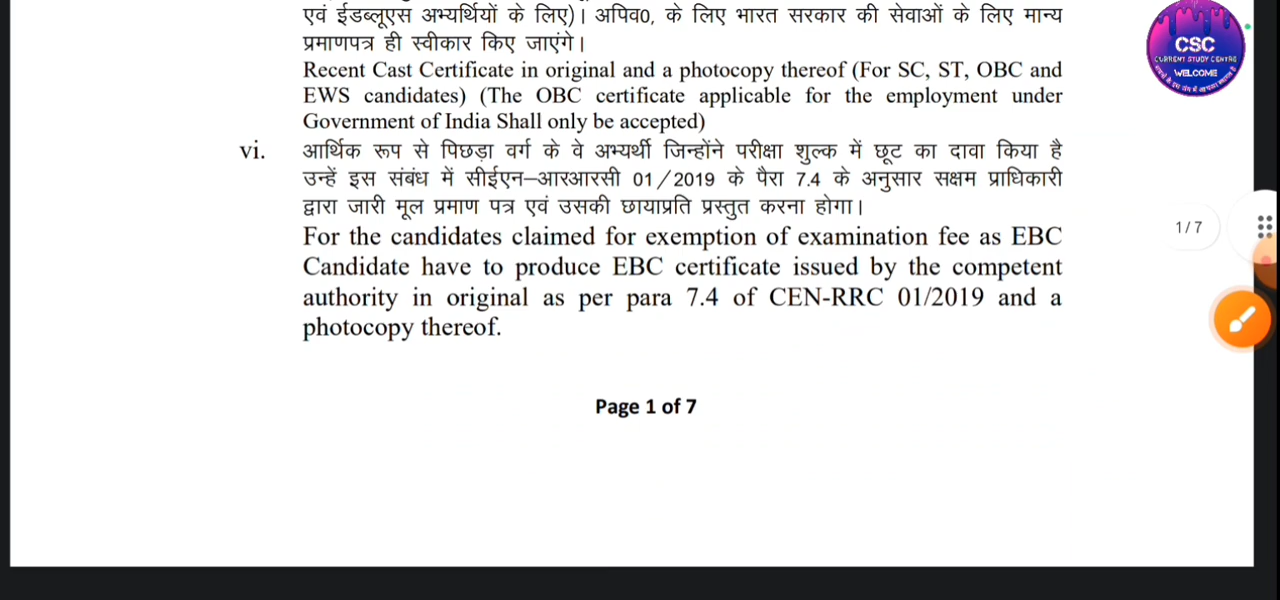 एवं ईडब्लूएस अभ्यर्थियों के लिए)। अपिव0, के लिए भारत सरकार की सेवाओं के लिए मान्य
प्रमाणपत्र ही स्वीकार किए जाएंगे।
Recent Cast Certificate in original and a photocopy thereof (For SC, ST, OBC and
EWS candidates) (The OBC certificate applicable for the employment under
Government of India Shall only be accepted)
vi. आर्थिक रूप से पिछड़ा वर्ग के वे अभ्यर्थी जिन्होंने परीक्षा शुल्क में छूट का दावा किया है
उन्हें इस संबंध में सीईएन–आरआरसी 01/2019 के पैरा 7.4 के अनुसार सक्षम प्राधिकारी
द्वारा जारी मूल प्रमाण पत्र एवं उसकी छायाप्रति प्रस्तुत करना होगा।
For the candidates claimed for exemption of examination fee as EBC
Candidate have to produce EBC certificate issued by the competent
authority in original as per para 7.4 of CEN-RRC 01/2019 and a
photocopy thereof.
Page 1 of 7
CSC
CURRENT STUDY CENTRE
WELCOME
1/7